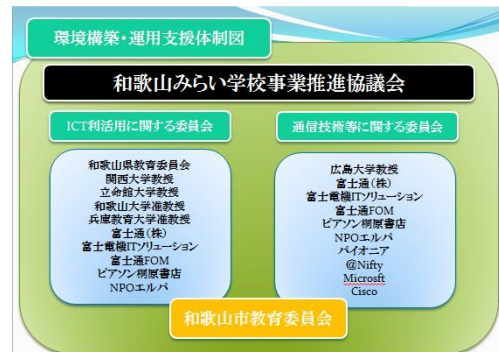 環境構築・運用支援体制図
和歌山みらい学校事業推進協議会
ICT利活用に関する委員会
和歌山県教育委員会
関西大学教授
立命館大学教授
和歌山大学准教授
兵庫教育大学准教授
富士通(株)
富士電機ITソリューション
富士通FOM
ピアソン桐原書店
NPOエルパ
通信技術等に関する委員会
広島大学教授
富士通(株)
富士電機ITソリューション
富士通FOM
ピアソン桐原書店
NPOエルパ
パイオニア
@Nifty
Microsft
Cisco
和歌山市教育委員会